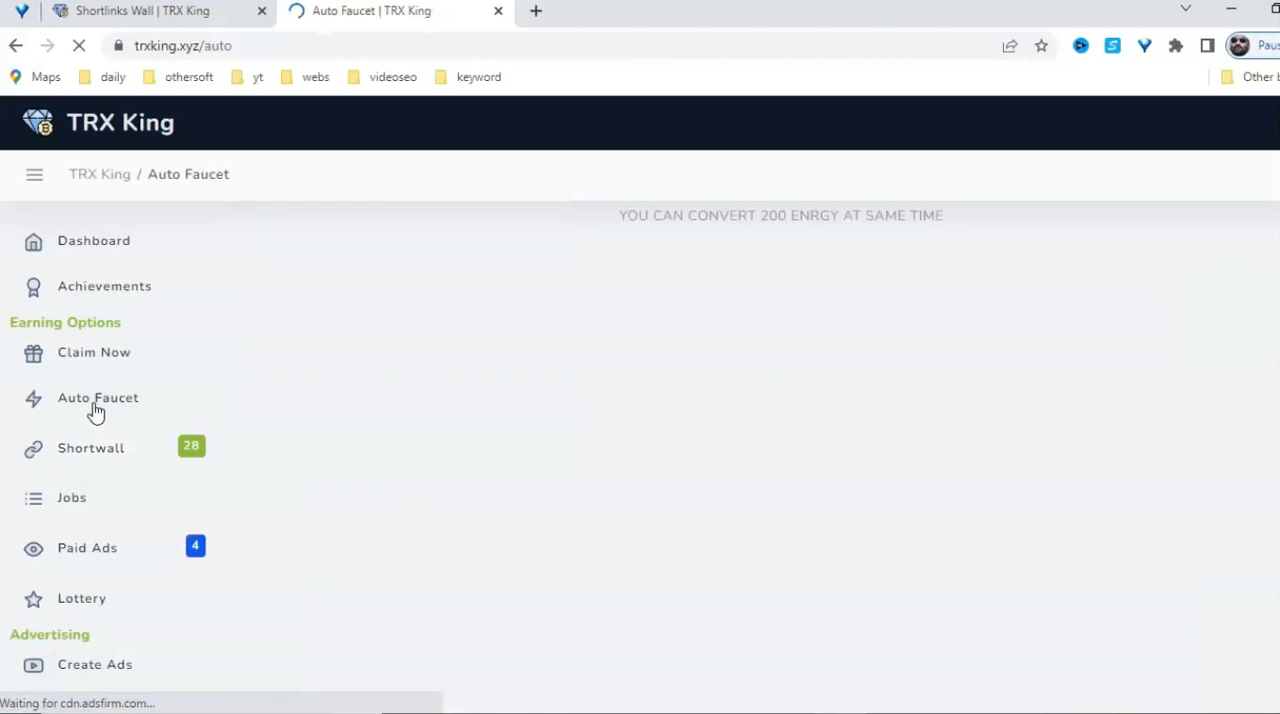 Shortlinks Wall | TRX King
Auto Faucet | TRX King
trxking.xyz/auto
Paus
Maps
daily
othersoft
yt
webs
videoseo
keyword
Other b
TRX King
TRX King / Auto Faucet
YOU CAN CONVERT 200 ENRGY AT SAME TIME
Dashboard
Achievements
Earning Options
Claim Now
Auto Faucet
Shortwall 28
Jobs
Paid Ads 4
Lottery
Advertising
Create Ads
Waiting for cdn.adsfirm.com...